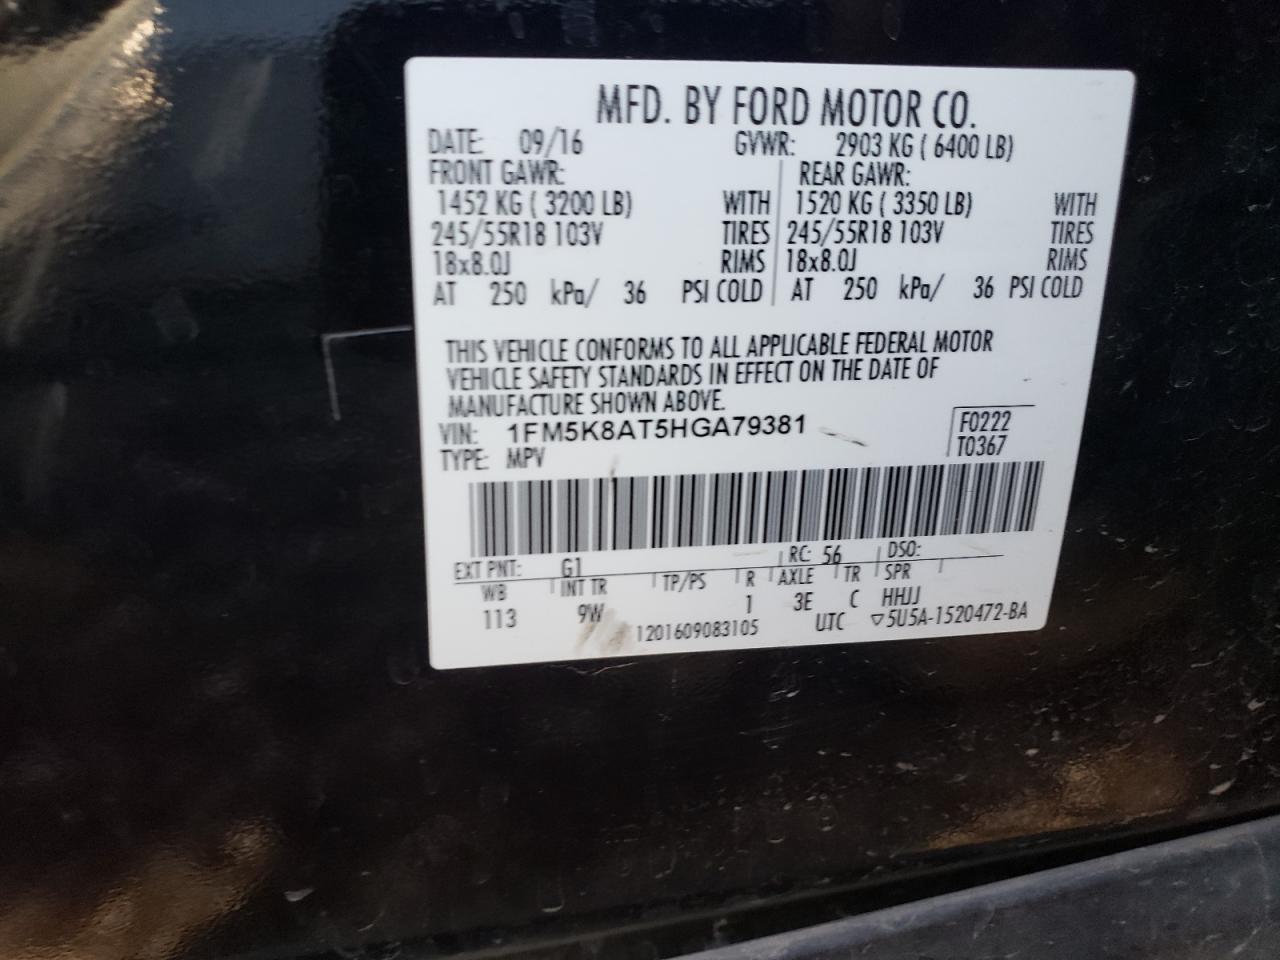 MFD. BY FORD MOTOR CO.
DATE: 09/16 GVWR: 2903 KG ( 6400 LB)
FRONT GAWR: REAR GAWR:
1452 KG ( 3200 LB) WITH 1520 KG ( 3350 LB) WITH
245/55R18 103V TIRES 245/55R18 103V TIRES
18x8.0J RIMS 18x8.0J RIMS
AT 250 kPa/ 36 PSI COLD AT 250 kPa/ 36 PSI COLD
THIS VEHICLE CONFORMS TO ALL APPLICABLE FEDERAL MOTOR
VEHICLE SAFETY STANDARDS IN EFFECT ON THE DATE OF
MANUFACTURE SHOWN ABOVE.
VIN: 1FM5K8AT5HGA79381 F0222
TYPE: MPV T0367
EXT PNT: G1 RC: 56 DSO:
WB INT TR TP/PS R AXLE TR SPR
113 9W 1 3E C HHJJ
1201609083105 UTC ▽5U5A-1520472-BA